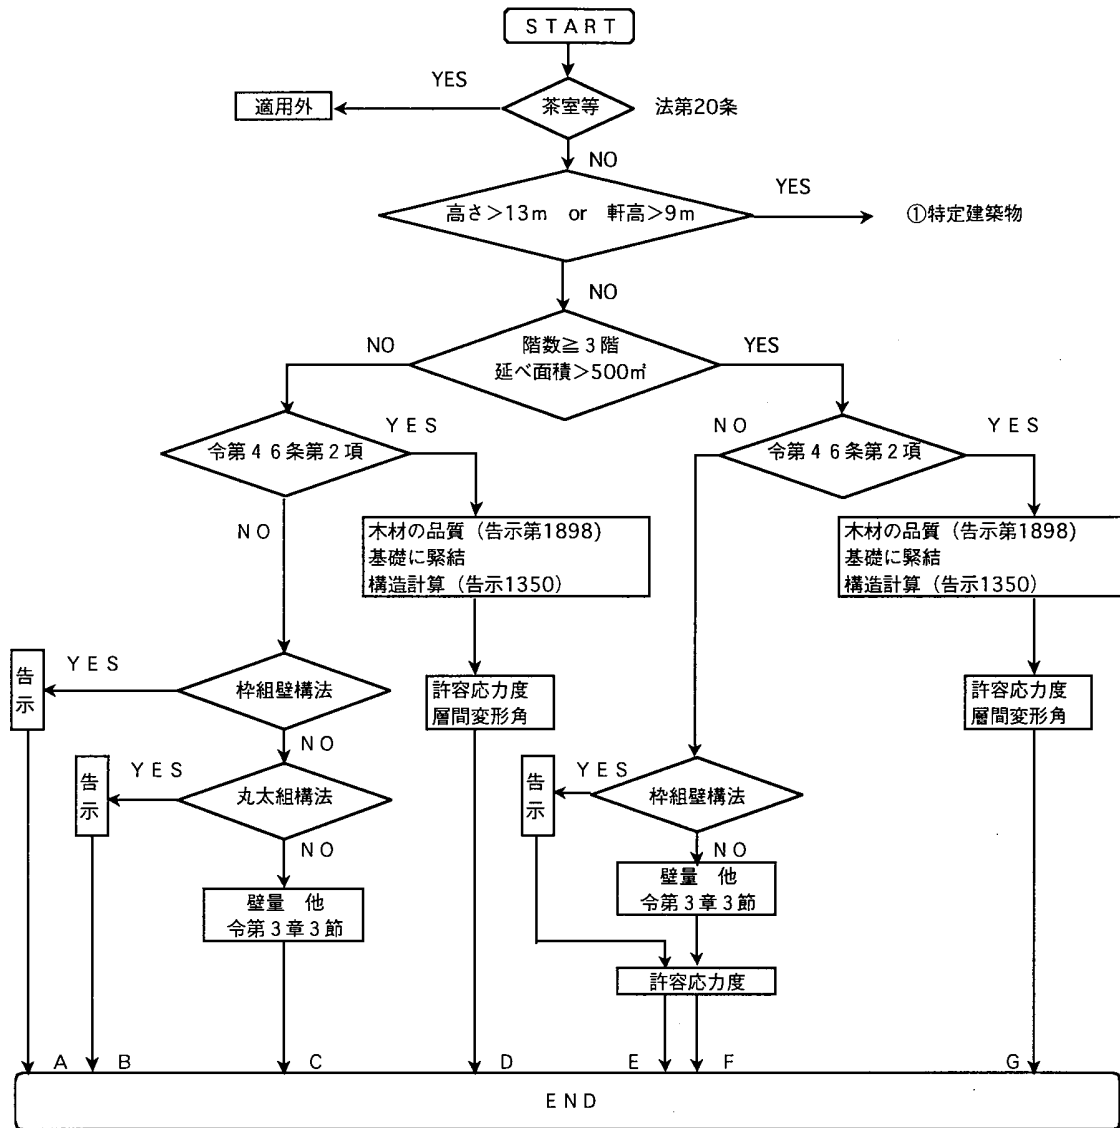 ＳＴＡＲＴ
YES
適用外
茶室等
法第20条
NO
YES
高さ＞13ｍ　or　軒高＞9ｍ
①特定建築物
NO
NO
階数≧３階
延べ面積＞500㎡
YES
令第４６条第２項
ＹＥＳ
ＮＯ
令第４６条第２項
ＹＥＳ
ＮＯ
木材の品質（告示第1898)
基礎に緊結
構造計算（告示1350）
木材の品質（告示第1898)
基礎に緊結
構造計算（告示1350）
告示
ＹＥＳ
枠組壁構法
許容応力度
層間変形角
許容応力度
層間変形角
ＮＯ
告示
ＹＥＳ
丸太組構法
告示
ＹＥＳ
枠組壁構法
ＮＯ
ＮＯ
壁量　他
令第３章３節
壁量　他
令第３章３節
許容応力度
Ａ
Ｂ
Ｃ
Ｄ
Ｅ
Ｆ
Ｇ
ＥＮＤ